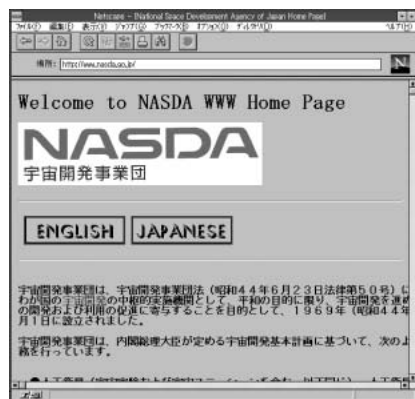 Netscape - [National Space Development Agency of Japan Home Page]
場所: http://www.nasda.go.jp/
N
Welcome to NASDA WWW Home Page
NASDA
宇宙開発事業団
ENGLISH JAPANESE
宇宙開発事業団は、宇宙開発事業団法（昭和４４年６月２３日法律第５０号）に
わが国の宇宙開発の中核的実施機関として、平和の目的に限り、宇宙開発を進め
の開発および利用の促進に寄与することを目的として、１９６９年（昭和４４年
月１日に設立されました。
宇宙開発事業団は、内閣総理大臣が定める宇宙開発基本計画に基づいて、次のよ
務を行っています。